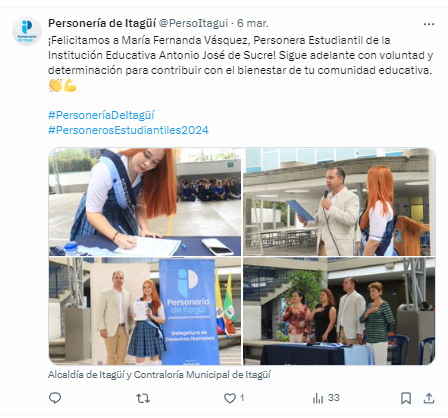 Personería de Itagüí @PersoItagui · 6 mar.
¡Felicitamos a María Fernanda Vásquez, Personera Estudiantil de la
Institución Educativa Antonio José de Sucre! Sigue adelante con voluntad y
determinación para contribuir con el bienestar de tu comunidad educativa.
👏💪
#PersoneríaDeItagüí
#PersonerosEstudiantiles2024
Personería
de Itagüí
Delegatura de
Derechos Humanos
Alcaldía de Itagüí y Contraloría Municipal de Itagüí
1
33